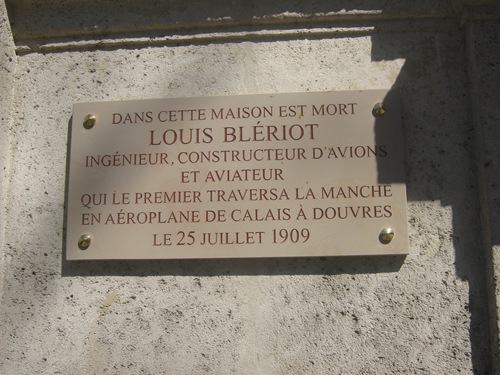 DANS CETTE MAISON EST MORT
LOUIS BLÉRIOT
INGÉNIEUR, CONSTRUCTEUR D'AVIONS
ET AVIATEUR
QUI LE PREMIER TRAVERSA LA MANCHE
EN AÉROPLANE DE CALAIS À DOUVRES
LE 25 JUILLET 1909